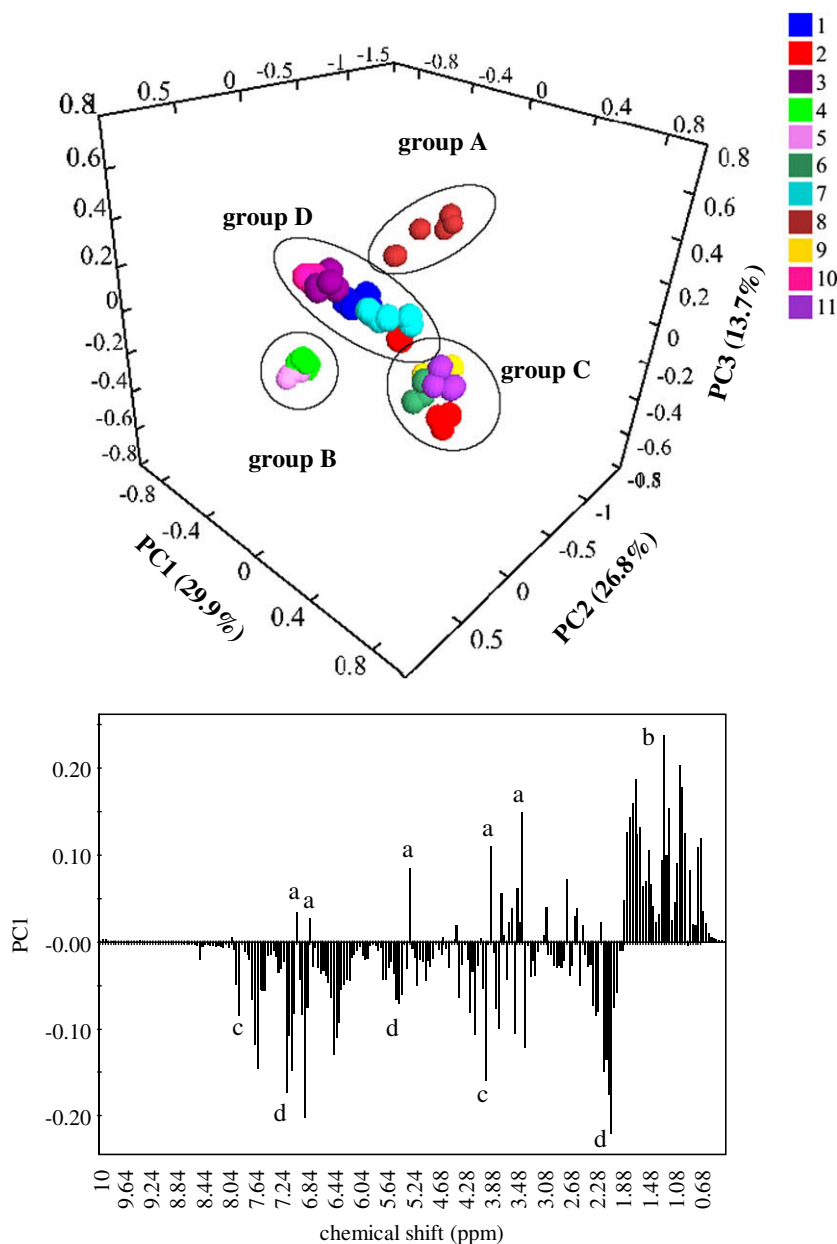 0.8
1
0.5
0
-0.5
-1
-1.5
-0.8
-0.4
0
0.4
0.8
0.6
0.4
0.2
0
-0.2
-0.4
-0.6
-0.8
0.8
0.6
0.4
0.2
0
-0.2
-0.4
-0.6
PC3 (13.7%)
-0.8
-0.4
0
0.4
0.8
PC1 (29.9%)
-1
-0.5
0
0.5
PC2 (26.8%)
group A
group D
group C
group B
1
2
3
4
5
6
7
8
9
10
11
PC1
0.20
0.10
-0.00
-0.10
-0.20
a
a
a
a
a
b
c
d
d
c
d
10 9.64 9.24 8.84 8.44 8.04 7.64 7.24 6.84 6.44 6.04 5.64 5.24 4.68 4.28 3.88 3.48 3.08 2.68 2.28 1.88 1.48 1.08 0.68
chemical shift (ppm)